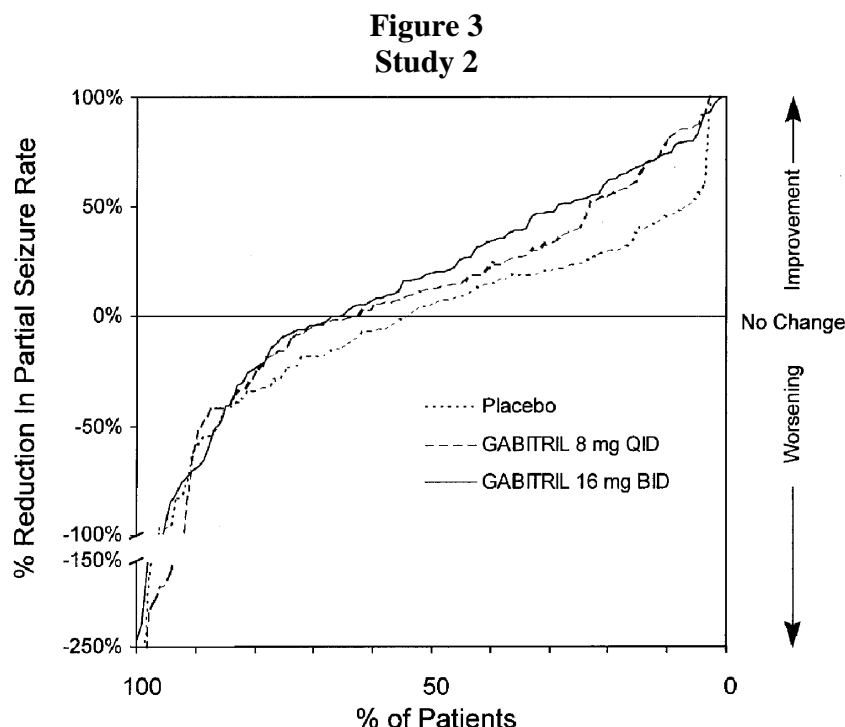 Figure 3
Study 2
% Reduction In Partial Seizure Rate
100%
50%
0%
-50%
-100%
-150%
-250%
100
50
0
% of Patients
Placebo
GABITRIL 8 mg QID
GABITRIL 16 mg BID
Improvement
No Change
Worsening